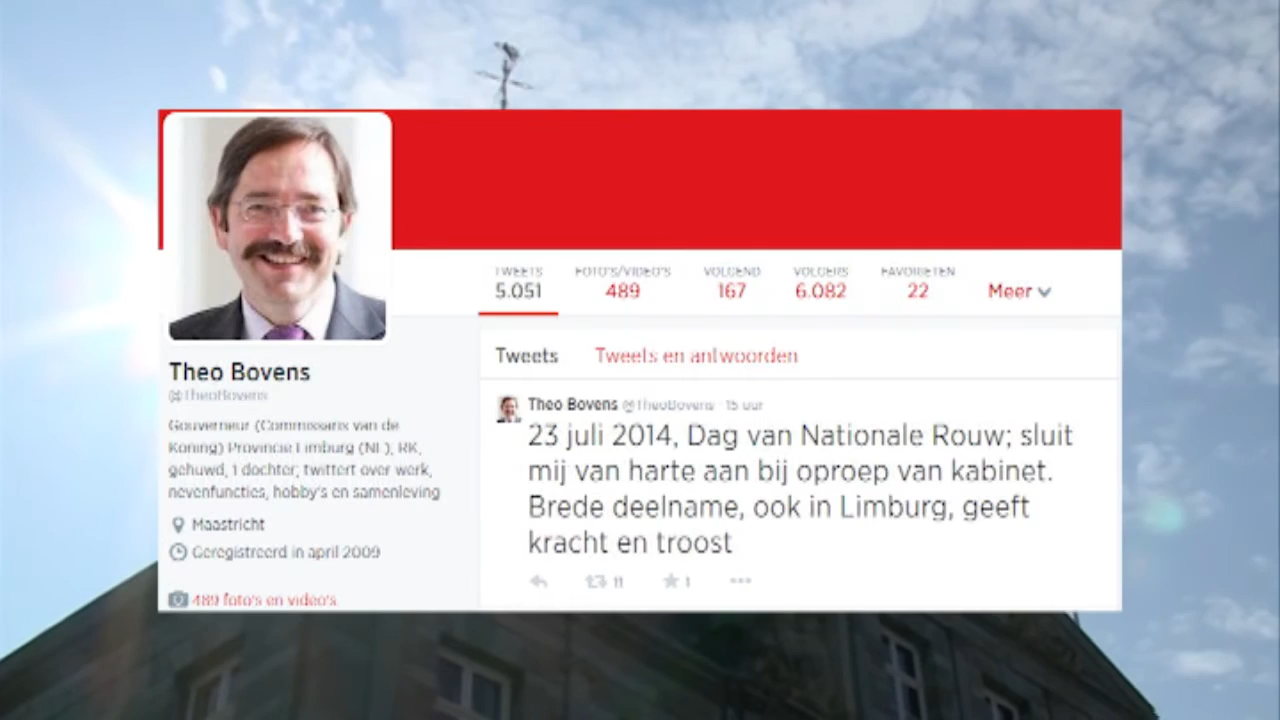 TWEETS FOTO'S/VIDEO'S VOLGEND VOLGERS FAVORIETEN
5.051 489 167 6.082 22 Meer
Tweets Tweets en antwoorden
Theo Bovens
@TheoBovens
Gouverneur (Commissaris van de
Koning) Provincie Limburg (NL), RK,
gehuwd, 1 dochter; twittert over werk,
nevenfuncties, hobby's en samenleving
Maastricht
Geregistreerd in april 2009
489 foto's en video's
Theo Bovens @TheoBovens · 15 uur
23 juli 2014, Dag van Nationale Rouw; sluit
mij van harte aan bij oproep van kabinet.
Brede deelname, ook in Limburg, geeft
kracht en troost
11 1